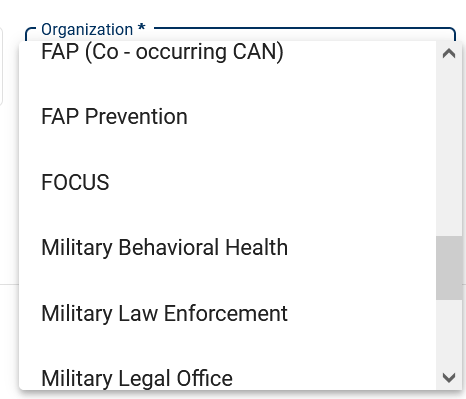 Organization *
FAP (Co - occurring CAN)
FAP Prevention
FOCUS
Military Behavioral Health
Military Law Enforcement
Military Legal Office